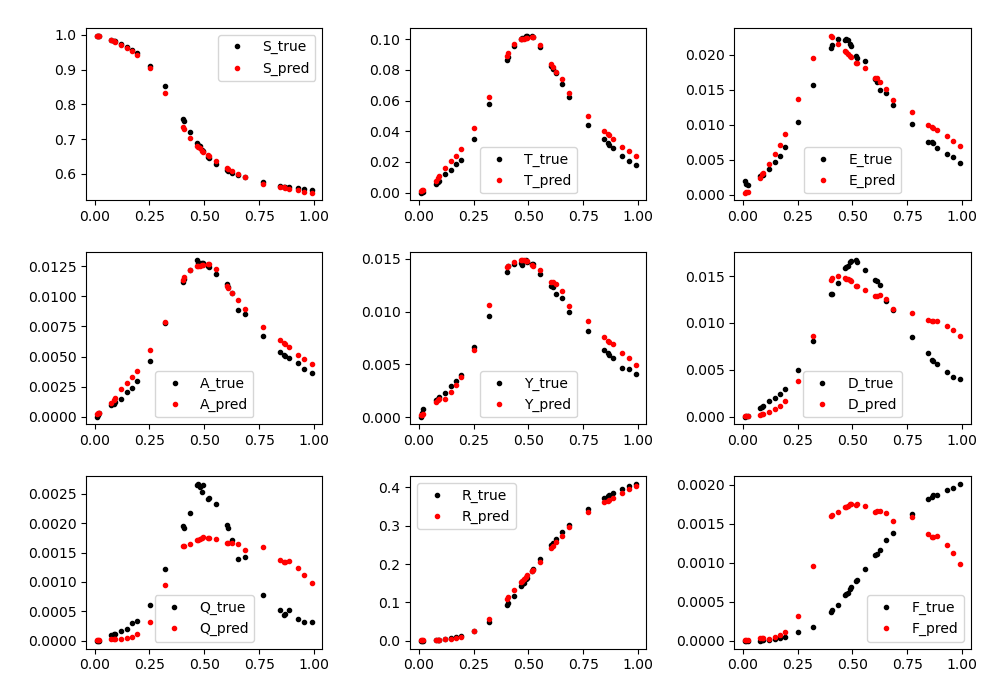 1.0
0.9
0.8
0.7
0.6
0.00 0.25 0.50 0.75 1.00
S_true
S_pred
0.10
0.08
0.06
0.04
0.02
0.00
0.00 0.25 0.50 0.75 1.00
T_true
T_pred
0.020
0.015
0.010
0.005
0.000
0.00 0.25 0.50 0.75 1.00
E_true
E_pred
0.0125
0.0100
0.0075
0.0050
0.0025
0.0000
0.00 0.25 0.50 0.75 1.00
A_true
A_pred
0.015
0.010
0.005
0.000
0.00 0.25 0.50 0.75 1.00
Y_true
Y_pred
0.015
0.010
0.005
0.000
0.00 0.25 0.50 0.75 1.00
D_true
D_pred
0.0025
0.0020
0.0015
0.0010
0.0005
0.0000
0.00 0.25 0.50 0.75 1.00
Q_true
Q_pred
0.4
0.3
0.2
0.1
0.0
0.00 0.25 0.50 0.75 1.00
R_true
R_pred
0.0020
0.0015
0.0010
0.0005
0.0000
0.00 0.25 0.50 0.75 1.00
F_true
F_pred